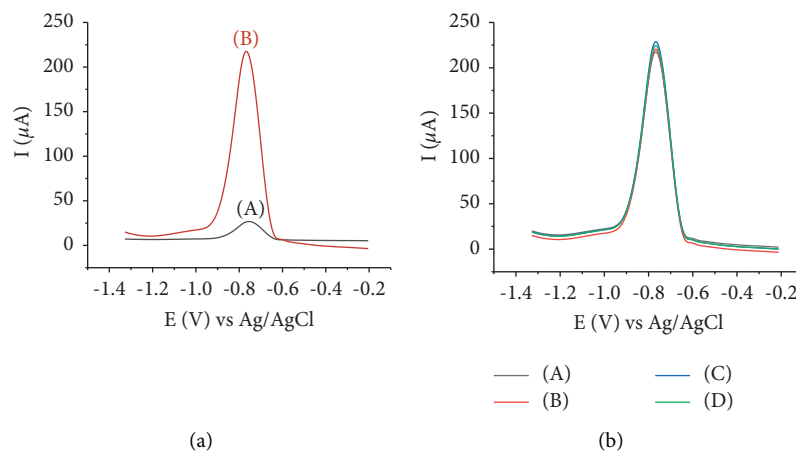 250
200
150
100
50
0
I (μA)
(B)
(A)
-1.4 -1.2 -1.0 -0.8 -0.6 -0.4 -0.2
E (V) vs Ag/AgCl
(a)
250
200
150
100
50
0
I (μA)
-1.4 -1.2 -1.0 -0.8 -0.6 -0.4 -0.2
E (V) vs Ag/AgCl
(A) (C)
(B) (D)
(b)